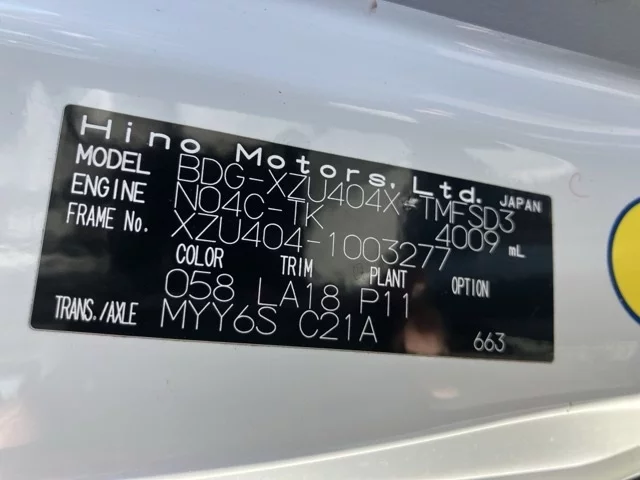 Hino Motors, Ltd. JAPAN
MODEL BDG-XZU404X-TMFSD3
ENGINE N04C-TK 4009 mL
FRAME No. XZU404-1003277
COLOR TRIM PLANT OPTION
058 LA18 P11
TRANS./AXLE MYY6S C21A 663